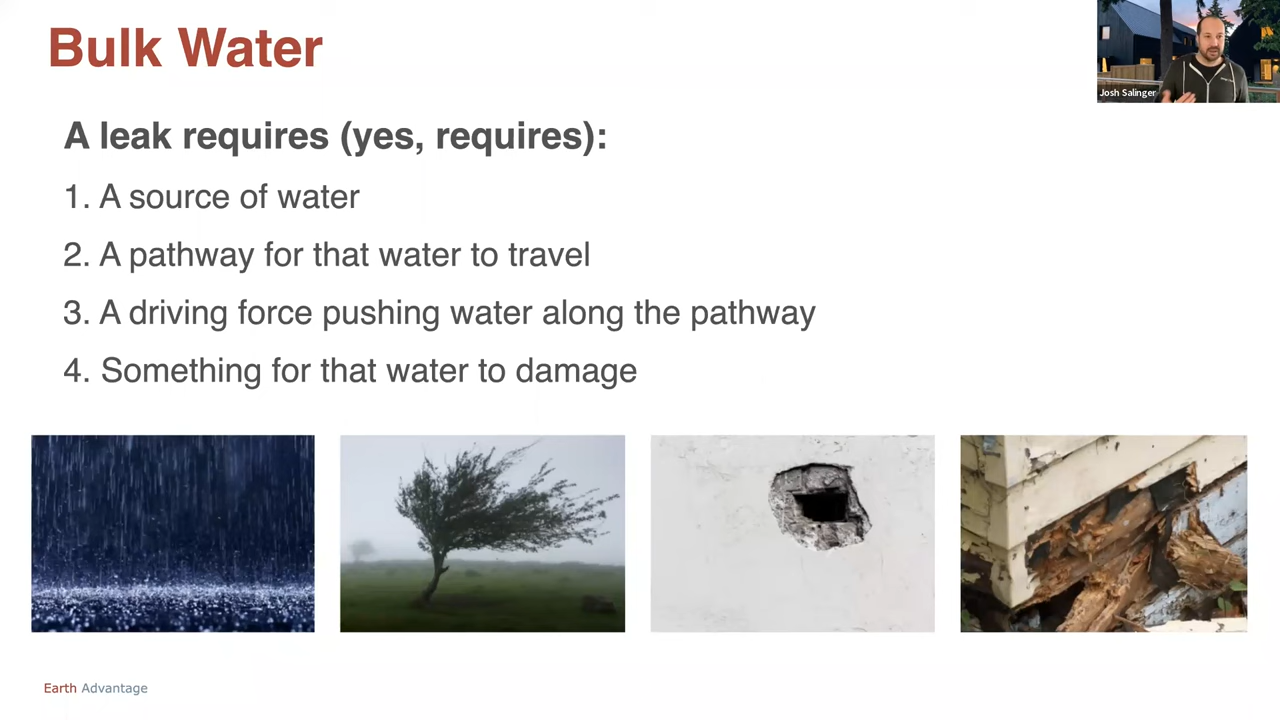 Bulk Water
Josh Salinger
A leak requires (yes, requires):
1. A source of water
2. A pathway for that water to travel
3. A driving force pushing water along the pathway
4. Something for that water to damage
Earth Advantage